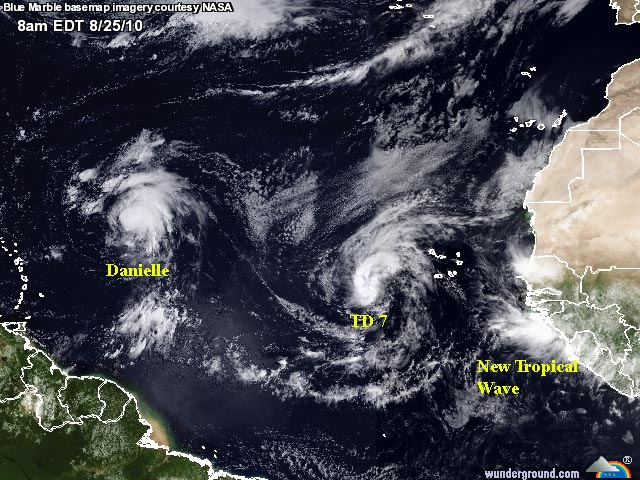 Blue Marble basemap imagery courtesy NASA
8am EDT 8/25/10
Danielle
TD 7
New Tropical
Wave
wunderground.com
®